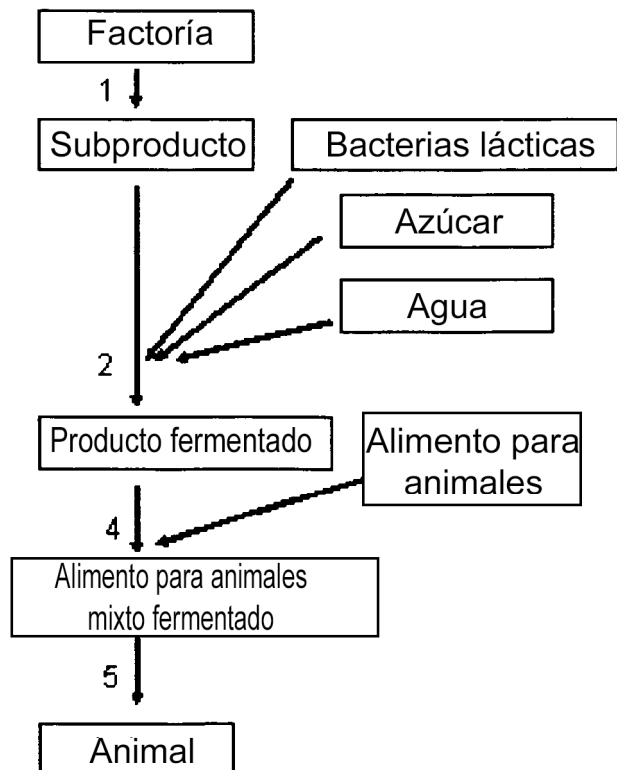 Factoría
1
Subproducto
Bacterias lácticas
Azúcar
Agua
2
Producto fermentado
Alimento para
animales
4
Alimento para animales
mixto fermentado
5
Animal